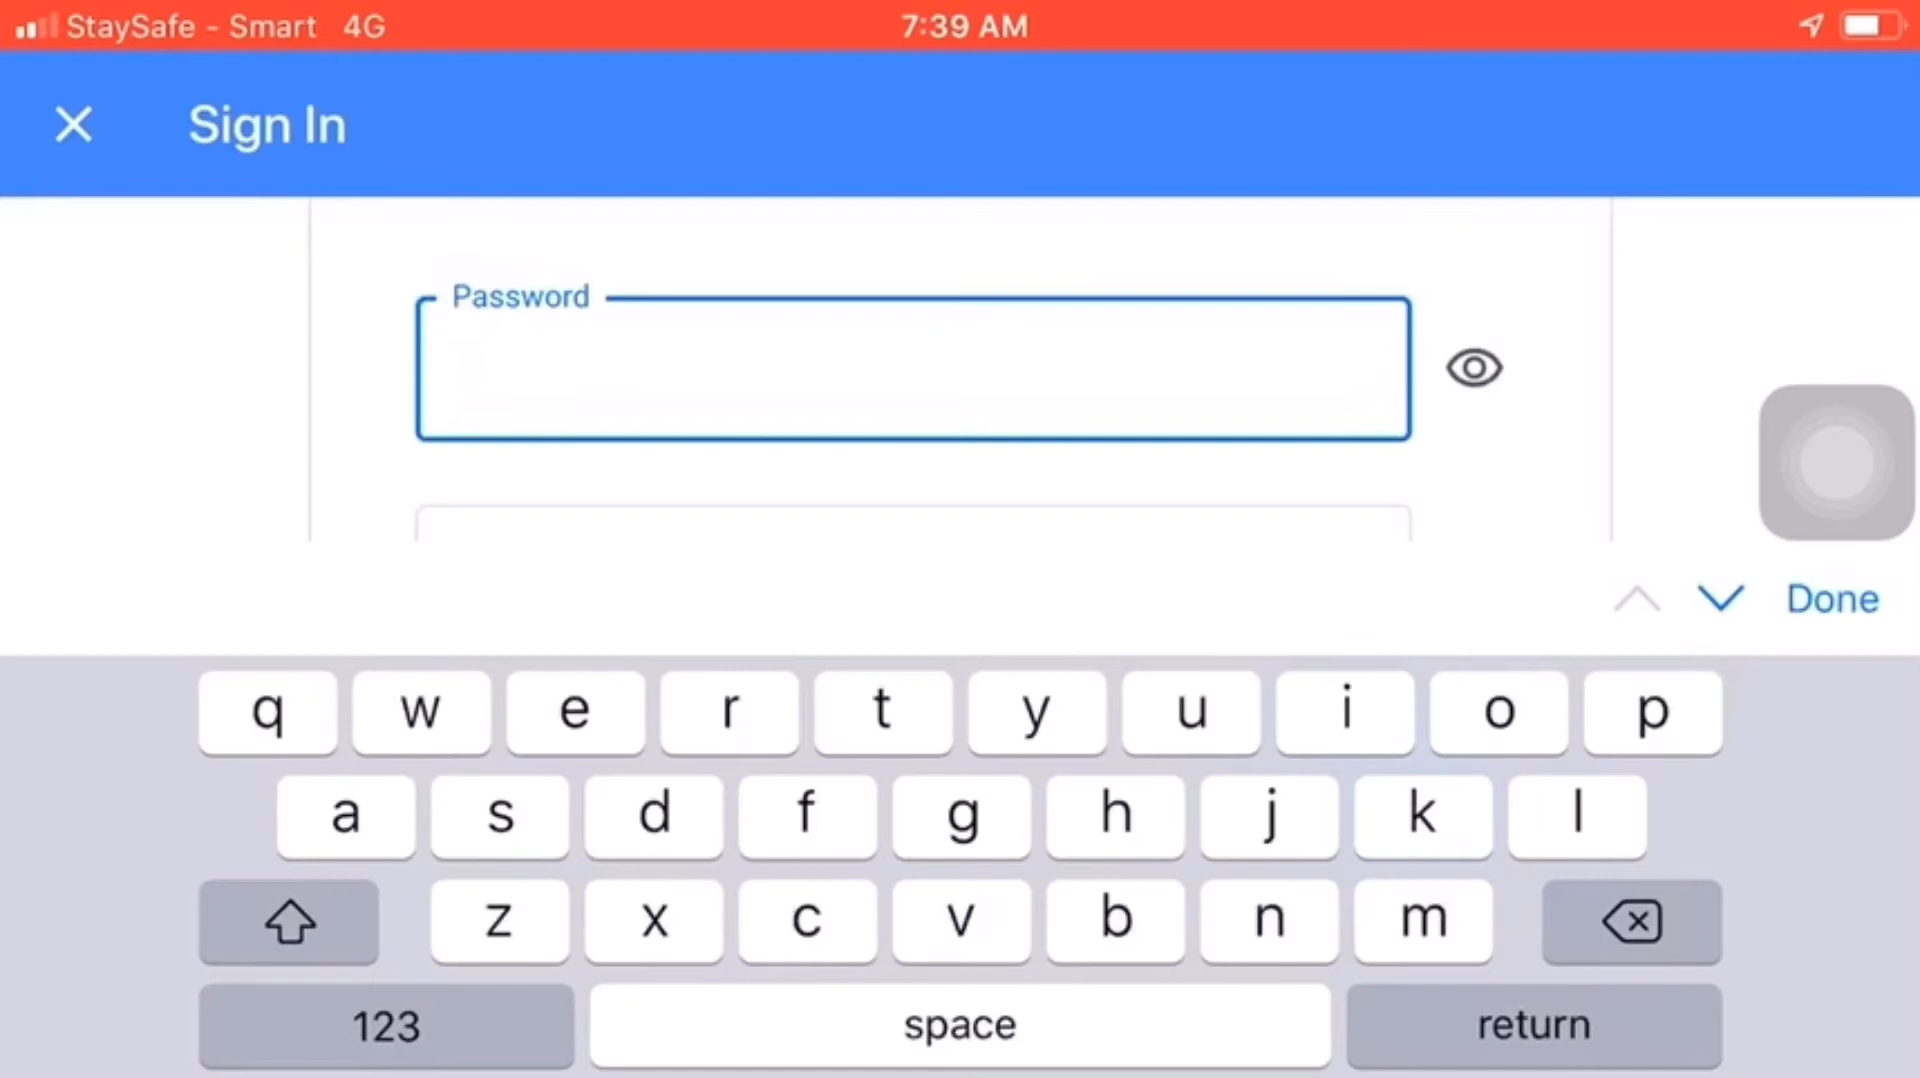 StaySafe - Smart 4G 7:39 AM
Sign In
Password
Done
q w e r t y u i o p
a s d f g h j k l
z x c v b n m
123 space return